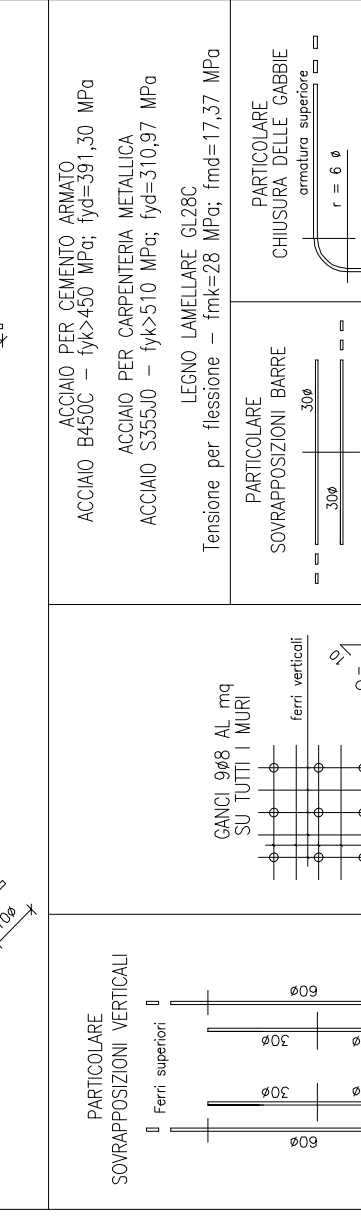 ACCIAIO PER CEMENTO ARMATO
ACCIAIO B450C – fyk>450 MPa; fyd=391,30 MPa
ACCIAIO PER CARPENTERIA METALLICA
ACCIAIO S355J0 – fyk>510 MPa; fyd=310,97 MPa
LEGNO LAMELLARE GL28C
Tensione per flessione – fmk=28 MPa; fmd=17,37 MPa
PARTICOLARE
SOVRAPPOSIZIONI BARRE
30ø
30ø
PARTICOLARE
CHIUSURA DELLE GABBIE
armatura superiore
r = 6 ø
GANCI 9ø8 AL mq
SU TUTTI I MURI
ferri verticali
10
PARTICOLARE
SOVRAPPOSIZIONI VERTICALI
Ferri superiori
60ø
30ø
30ø
60ø